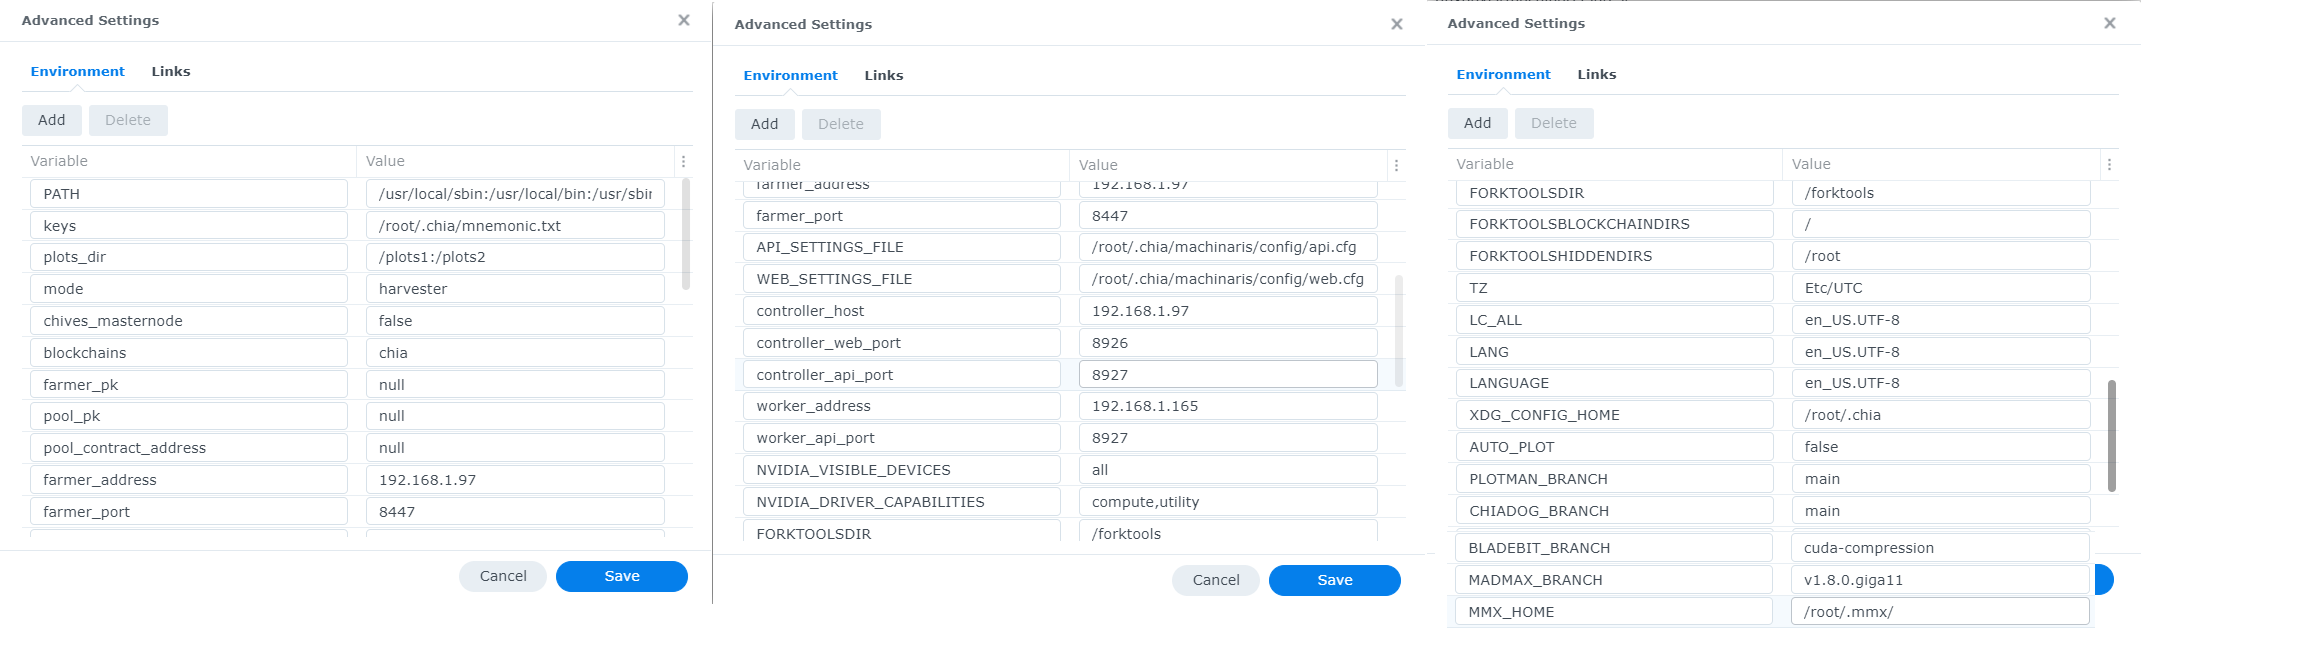 Advanced Settings
Environment Links
Add Delete
Variable Value
PATH /usr/local/sbin:/usr/local/bin:/usr/sbin
keys /root/.chia/mnemonic.txt
plots_dir /plots1:/plots2
mode harvester
chives_masternode false
blockchains chia
farmer_pk null
pool_pk null
pool_contract_address null
farmer_address 192.168.1.97
farmer_port 8447
Cancel Save
Advanced Settings
Environment Links
Add Delete
Variable Value
farmer_address 192.168.1.97
farmer_port 8447
API_SETTINGS_FILE /root/.chia/machinaris/config/api.cfg
WEB_SETTINGS_FILE /root/.chia/machinaris/config/web.cfg
controller_host 192.168.1.97
controller_web_port 8926
controller_api_port 8927
worker_address 192.168.1.165
worker_api_port 8927
NVIDIA_VISIBLE_DEVICES all
NVIDIA_DRIVER_CAPABILITIES compute,utility
FORKTOOLSDIR /forktools
Cancel Save
Advanced Settings
Environment Links
Add Delete
Variable Value
FORKTOOLSDIR /forktools
FORKTOOLSBLOCKCHAINDIRS /
FORKTOOLSHIDDENDIRS /root
TZ Etc/UTC
LC_ALL en_US.UTF-8
LANG en_US.UTF-8
LANGUAGE en_US.UTF-8
XDG_CONFIG_HOME /root/.chia
AUTO_PLOT false
PLOTMAN_BRANCH main
CHIADOG_BRANCH main
BLADEBIT_BRANCH cuda-compression
MADMAX_BRANCH v1.8.0.giga11
MMX_HOME /root/.mmx/